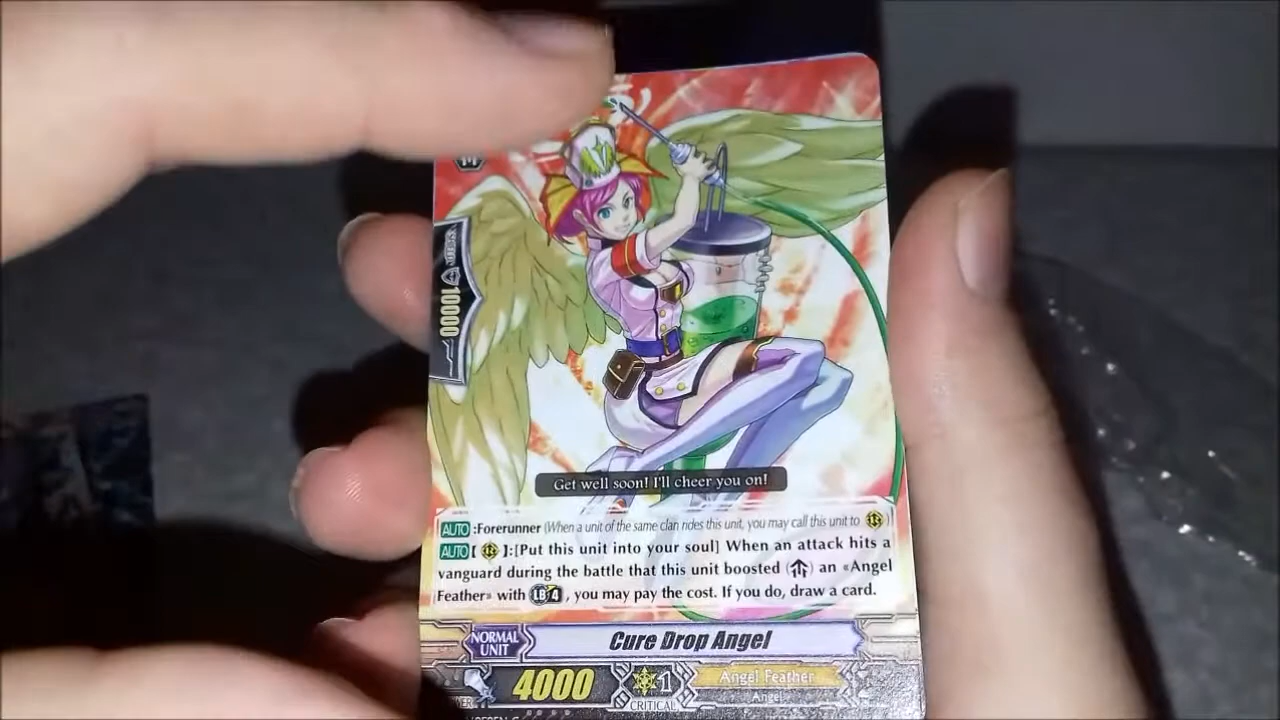 10000
Get well soon! I'll cheer you on!
AUTO :Forerunner (When a unit of the same clan rides this unit, you may call this unit to )
AUTO [ ]:[Put this unit into your soul] When an attack hits a
vanguard during the battle that this unit boosted ( ) an «Angel
Feather» with LB 4 , you may pay the cost. If you do, draw a card.
NORMAL
UNIT
Cure Drop Angel
4000
1
CRITICAL
Angel Feather
Angel